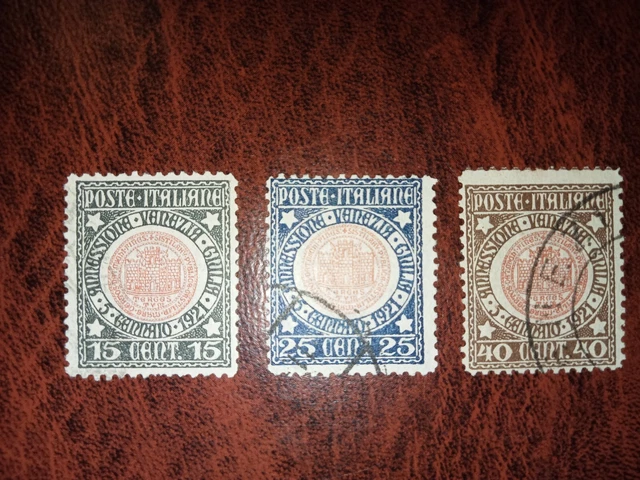 POSTE·ITALIANE
ANNESSIONE·VENEZIA·GIULIA
·5·GENNAIO·1921·
15 CENT. 15
POSTE·ITALIANE
ANNESSIONE·VENEZIA·GIULIA
·5·GENNAIO·1921·
25 CENT. 25
POSTE·ITALIANE
ANNESSIONE·VENEZIA·GIULIA
·5·GENNAIO·1921·
40 CENT. 40